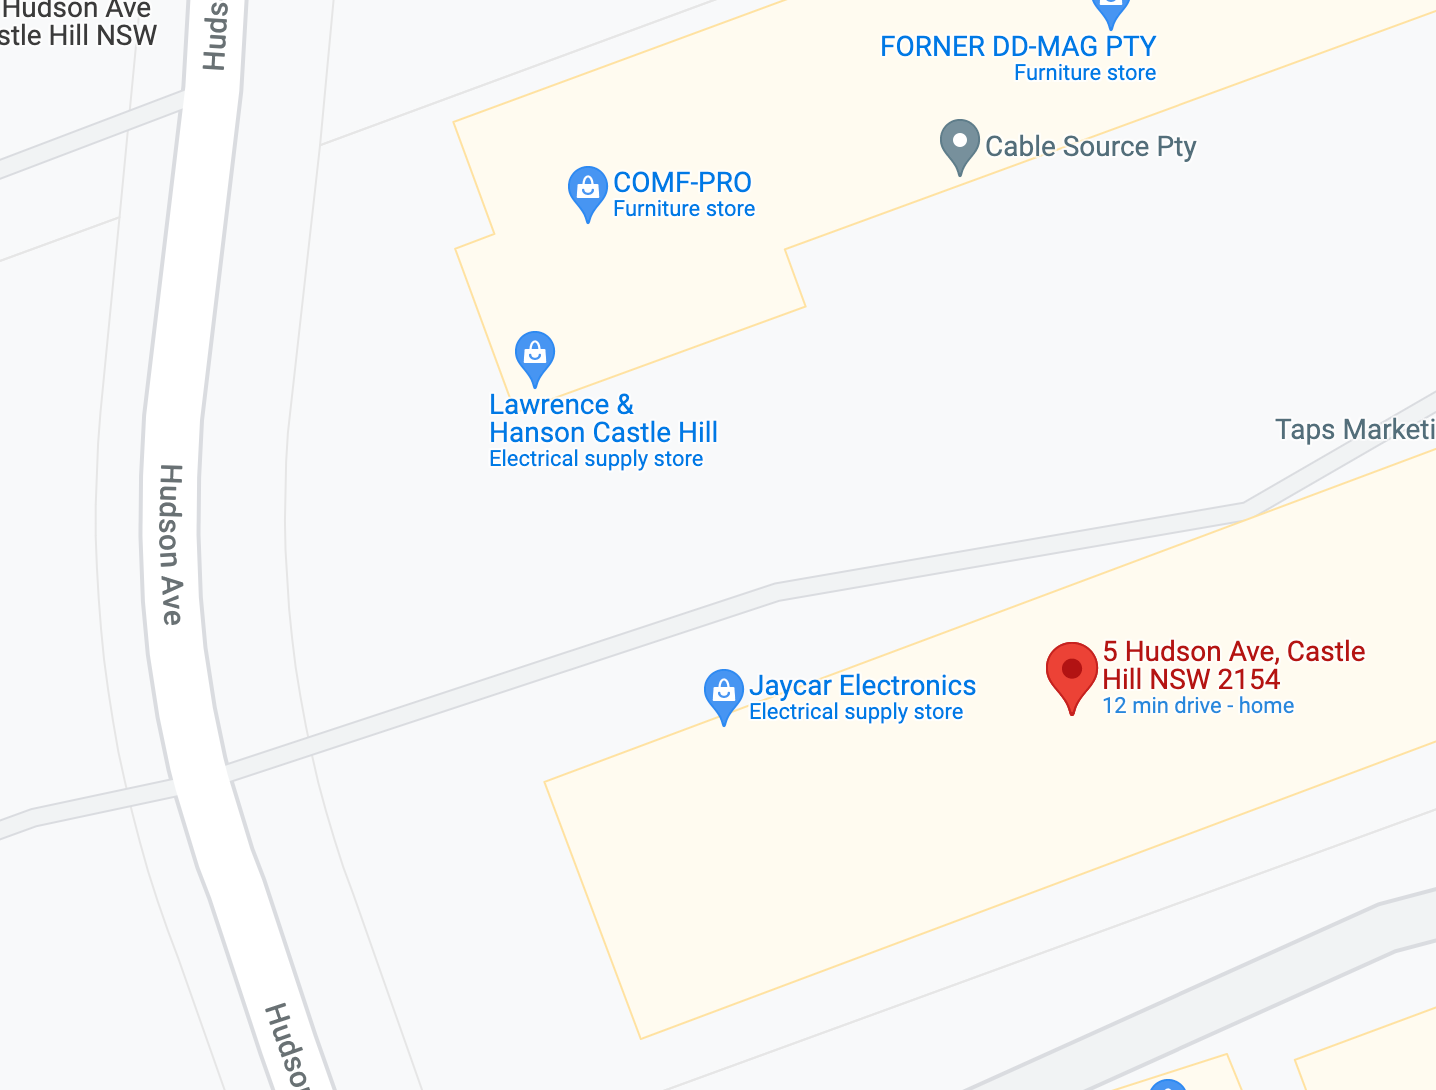 Hudson Ave
stle Hill NSW
Huds
FORNER DD-MAG PTY
Furniture store
Cable Source Pty
COMF-PRO
Furniture store
Lawrence &
Hanson Castle Hill
Electrical supply store
Taps Marketi
Hudson Ave
Jaycar Electronics
Electrical supply store
5 Hudson Ave, Castle
Hill NSW 2154
12 min drive - home
Hudson